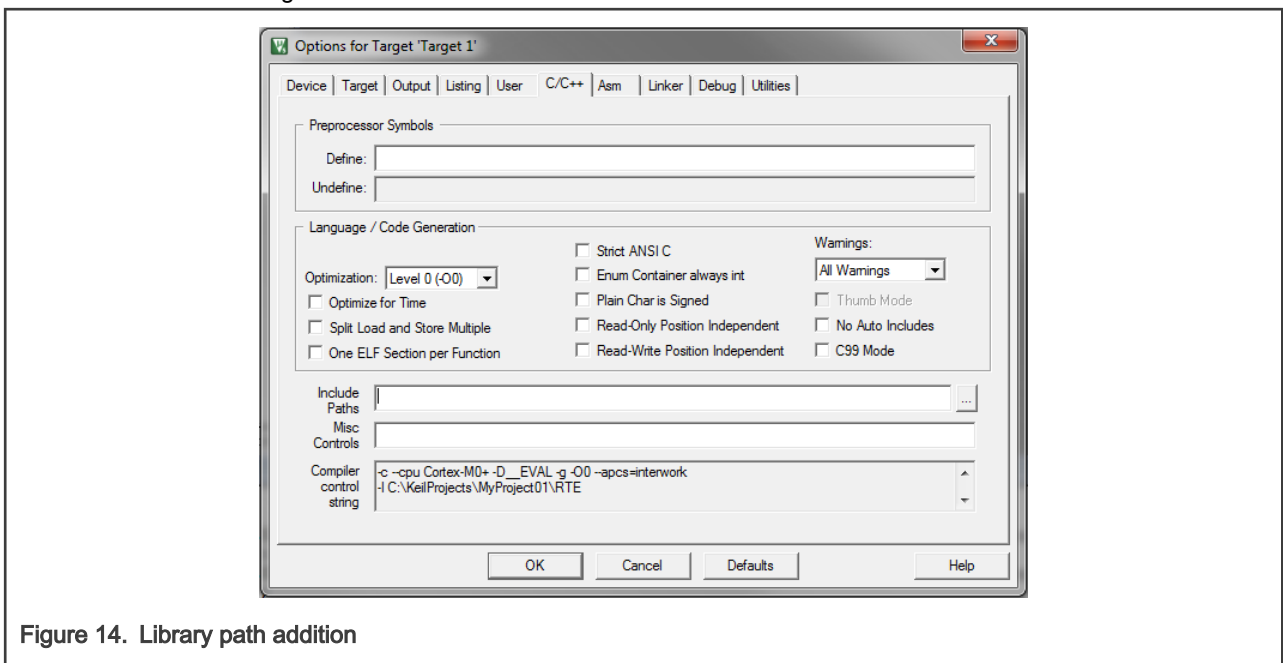 Options for Target 'Target 1'
Device Target Output Listing User C/C++ Asm Linker Debug Utilities
Preprocessor Symbols
Define:
Undefine:
Language / Code Generation
Optimization: Level 0 (-O0)
Optimize for Time
Split Load and Store Multiple
One ELF Section per Function
Strict ANSI C
Enum Container always int
Plain Char is Signed
Read-Only Position Independent
Read-Write Position Independent
Warnings:
All Warnings
Thumb Mode
No Auto Includes
C99 Mode
Include
Paths
...
Misc
Controls
Compiler
control
string
-c --cpu Cortex-M0+ -D__EVAL -g -O0 --apcs=interwork
-I C:\KeilProjects\MyProject01\RTE
OK Cancel Defaults Help
Figure 14. Library path addition